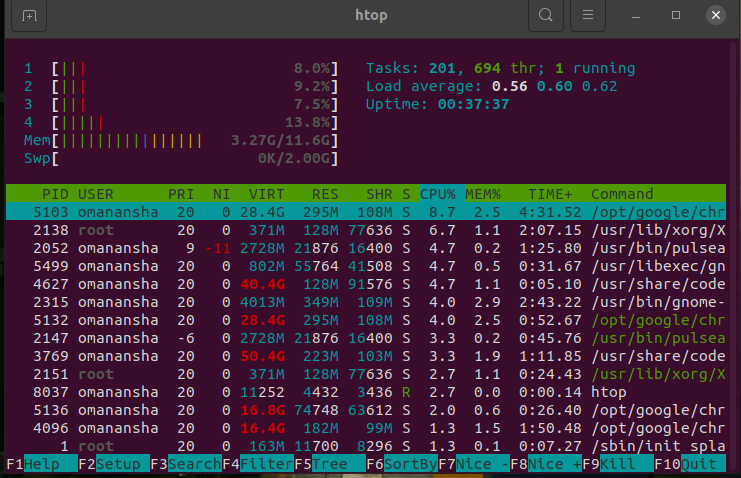 htop
1 [||| 8.0%] Tasks: 201, 694 thr; 1 running
2 [||| 9.2%] Load average: 0.56 0.60 0.62
3 [||| 7.5%] Uptime: 00:37:37
4 [||||| 13.8%]
Mem[||||||||||||||||| 3.27G/11.6G]
Swp[ 0K/2.00G]
PID USER PRI NI VIRT RES SHR S CPU% MEM% TIME+ Command
5103 omanansha 20 0 28.4G 295M 108M S 8.7 2.5 4:31.52 /opt/google/chr
2138 root 20 0 371M 128M 77636 S 6.7 1.1 2:07.15 /usr/lib/xorg/X
2052 omanansha 9 -11 2728M 21876 16400 S 4.7 0.2 1:25.80 /usr/bin/pulsea
5499 omanansha 20 0 802M 55764 41508 S 4.7 0.5 0:31.67 /usr/libexec/gn
4627 omanansha 20 0 40.4G 128M 91576 S 4.7 1.1 0:05.10 /usr/share/code
2315 omanansha 20 0 4013M 349M 109M S 4.0 2.9 2:43.22 /usr/bin/gnome-
5132 omanansha 20 0 28.4G 295M 108M S 4.0 2.5 0:52.67 /opt/google/chr
2147 omanansha -6 0 2728M 21876 16400 S 3.3 0.2 0:45.76 /usr/bin/pulsea
3769 omanansha 20 0 50.4G 223M 103M S 3.3 1.9 1:11.85 /usr/share/code
2151 root 20 0 371M 128M 77636 S 2.7 1.1 0:24.43 /usr/lib/xorg/X
8037 omanansha 20 0 11252 4432 3436 R 2.7 0.0 0:00.14 htop
5136 omanansha 20 0 16.8G 74748 63612 S 2.0 0.6 0:26.40 /opt/google/chr
4096 omanansha 20 0 16.4G 182M 99M S 1.3 1.5 1:50.48 /opt/google/chr
1 root 20 0 163M 11700 8296 S 1.3 0.1 0:07.27 /sbin/init spla
F1Help F2Setup F3SearchF4FilterF5Tree F6SortByF7Nice -F8Nice +F9Kill F10Quit